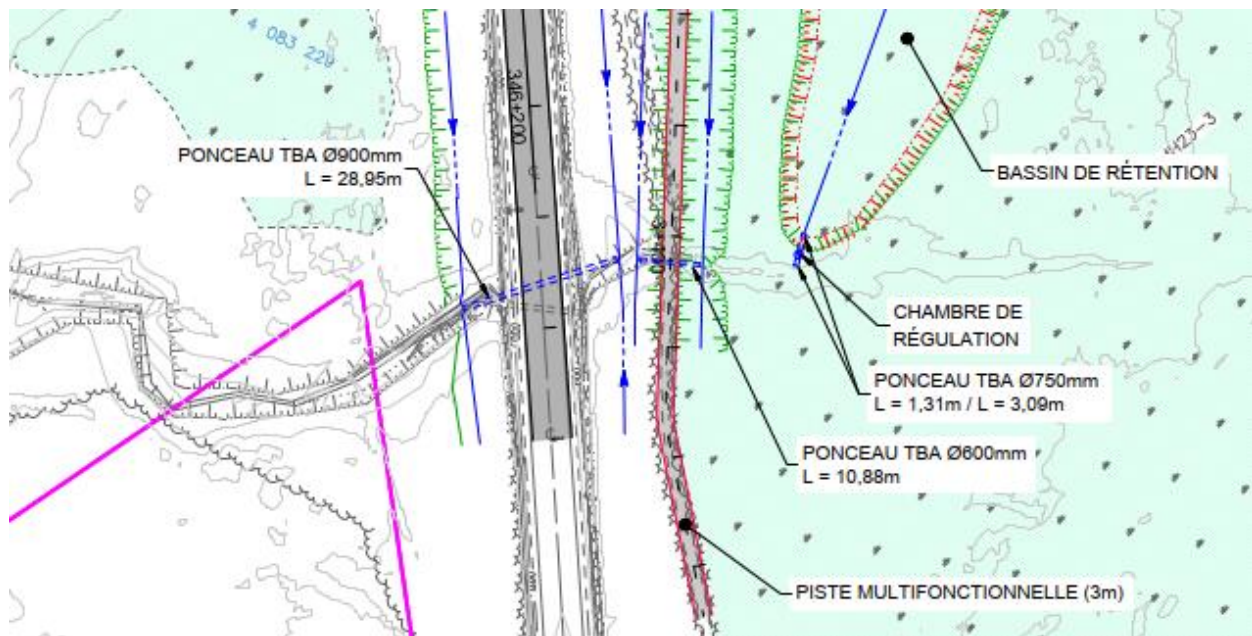 4 083 229
346+200
PONCEAU TBA Ø900mm
L = 28,95m
BASSIN DE RÉTENTION
CHAMBRE DE
RÉGULATION
PONCEAU TBA Ø750mm
L = 1,31m / L = 3,09m
PONCEAU TBA Ø600mm
L = 10,88m
PISTE MULTIFONCTIONNELLE (3m)